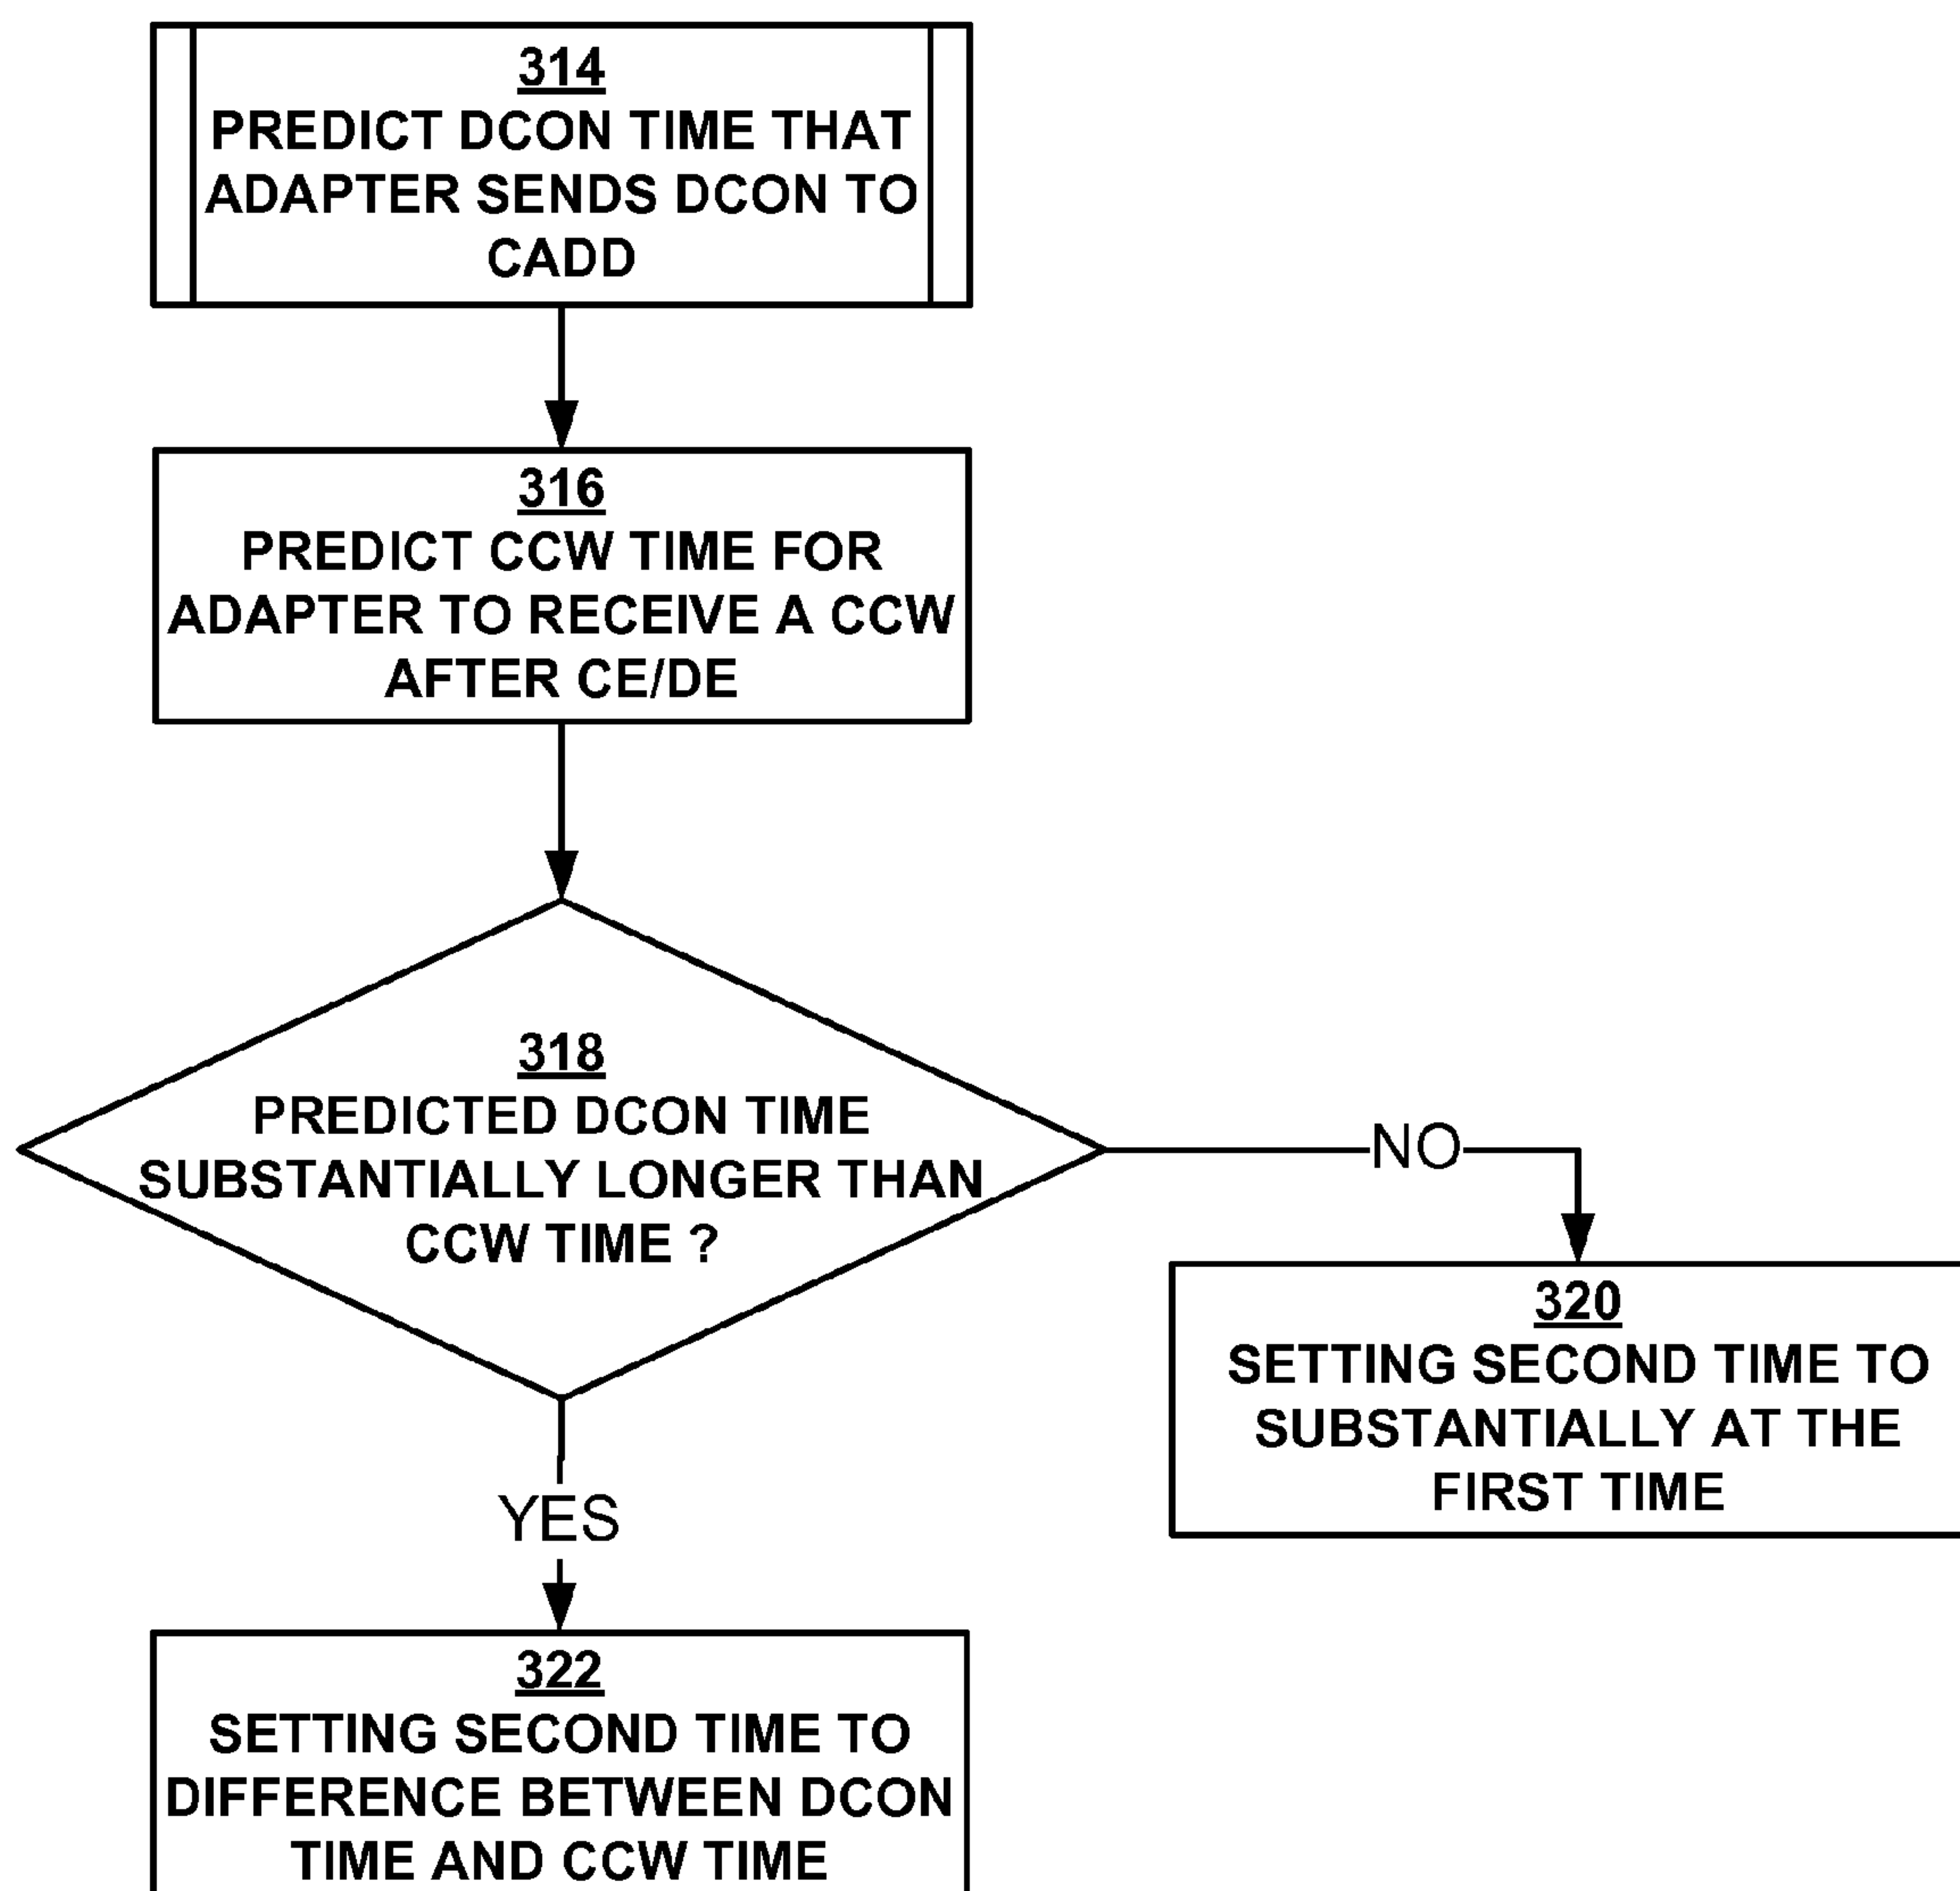 314
PREDICT DCON TIME THAT
ADAPTER SENDS DCON TO
CADD
316
PREDICT CCW TIME FOR
ADAPTER TO RECEIVE A CCW
AFTER CE/DE
318
PREDICTED DCON TIME
SUBSTANTIALLY LONGER THAN
CCW TIME ?
NO
320
SETTING SECOND TIME TO
SUBSTANTIALLY AT THE
FIRST TIME
YES
322
SETTING SECOND TIME TO
DIFFERENCE BETWEEN DCON
TIME AND CCW TIME